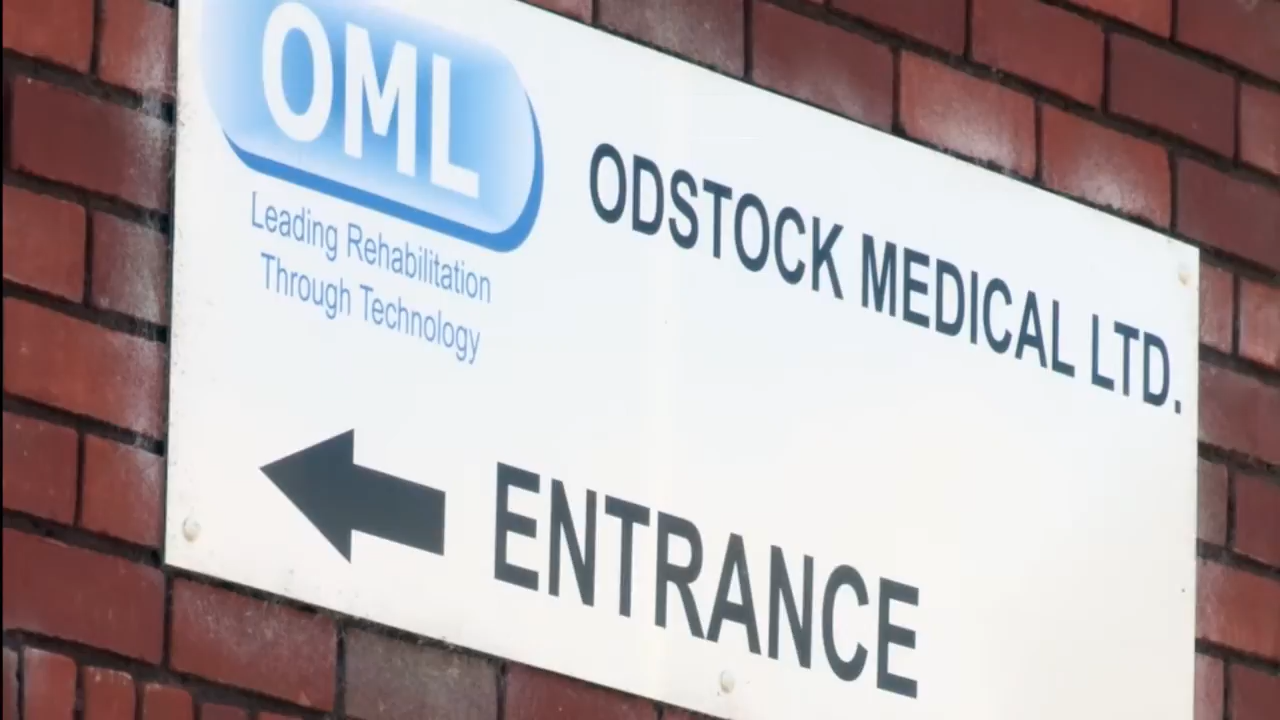 OML
Leading Rehabilitation
Through Technology
ODSTOCK MEDICAL LTD.
ENTRANCE